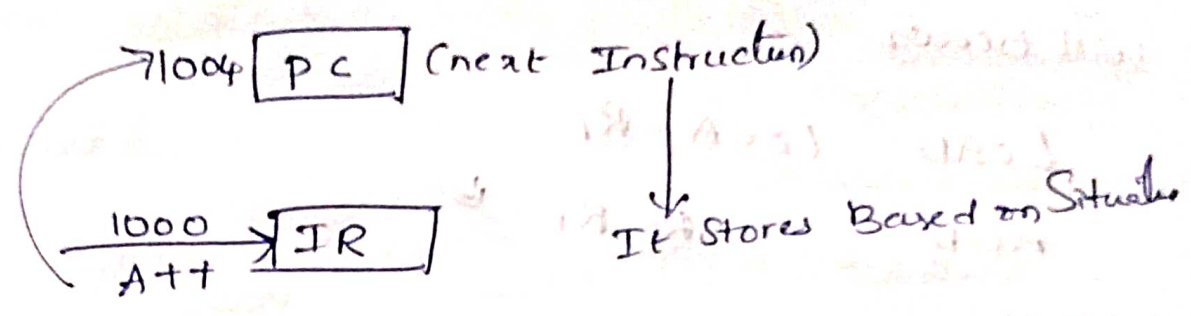 1004 PC (next Instruction)
1000 IR
A++
It Stores Based on Situatio